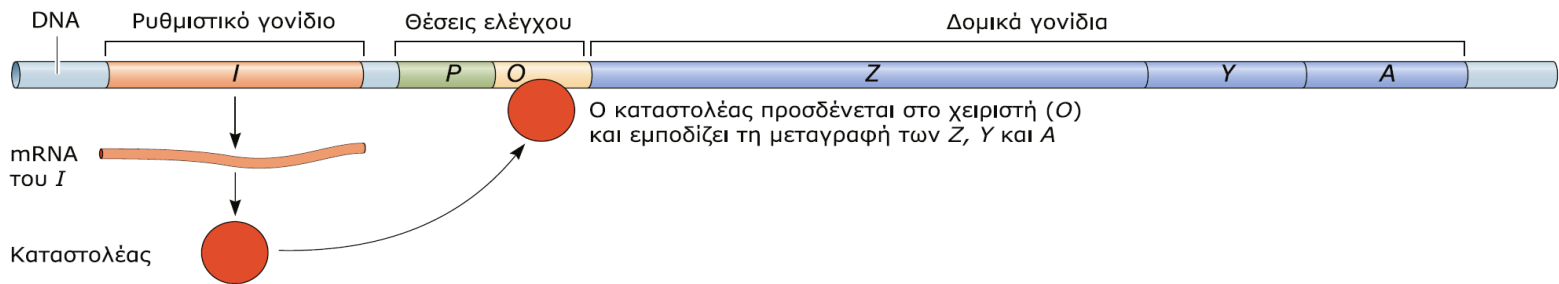 DNA
Ρυθμιστικό γονίδιο
Θέσεις ελέγχου
Δομικά γονίδια
I
P
O
Z
Y
A
Ο καταστολέας προσδένεται στο χειριστή (O)
και εμποδίζει τη μεταγραφή των Z, Y και A
mRNA
του I
Καταστολέας